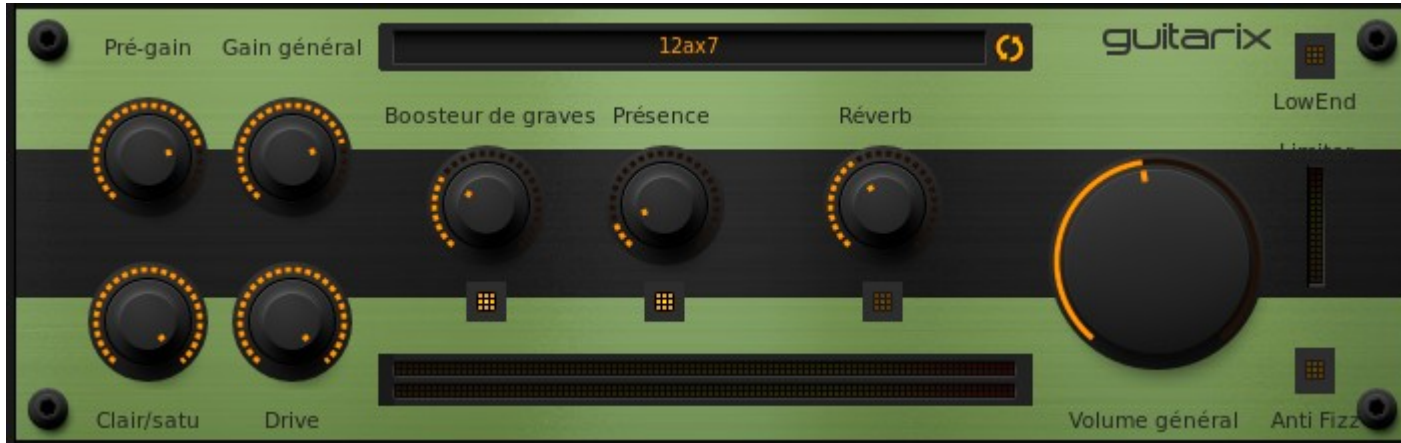 Pré-gain
Gain général
12ax7
guitarix
LowEnd
Boosteur de graves
Présence
Réverb
Limiter
Clair/satu
Drive
Volume général
Anti Fizz